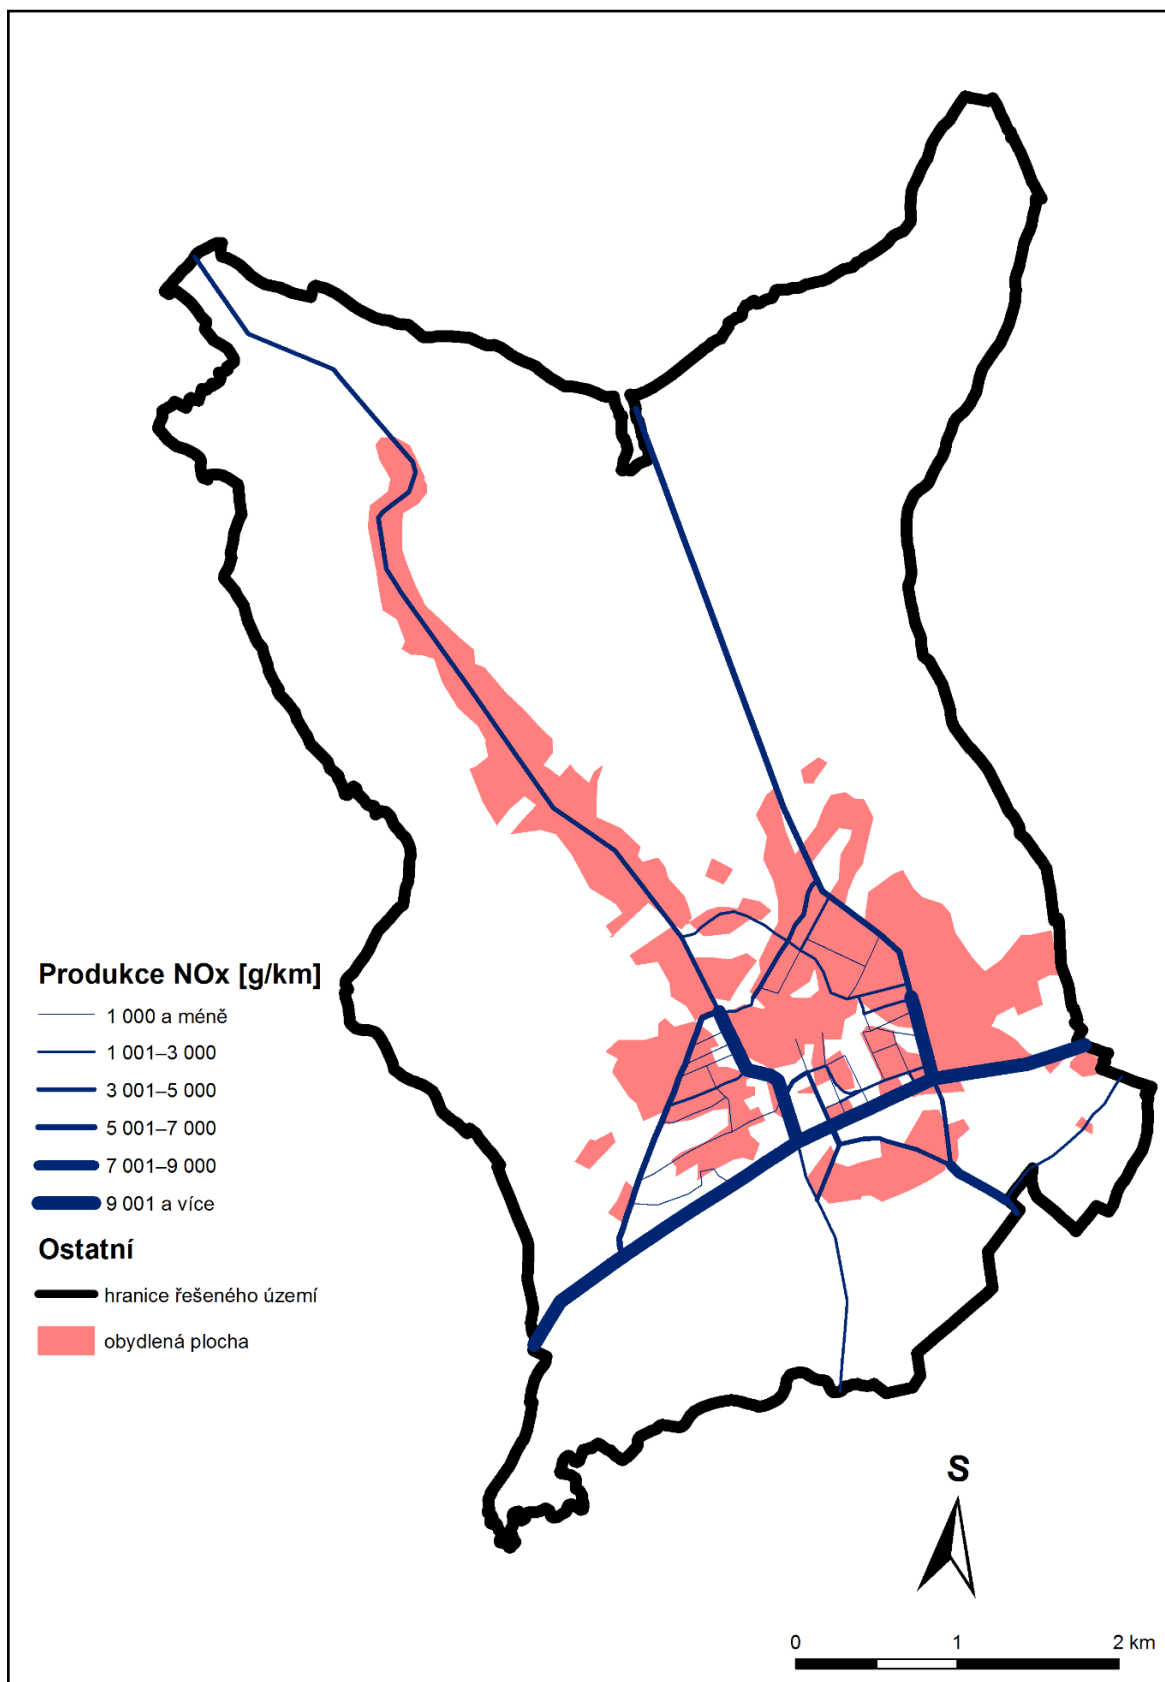 Produkce NOx [g/km]
1 000 a méně
1 001–3 000
3 001–5 000
5 001–7 000
7 001–9 000
9 001 a více
Ostatní
hranice řešeného území
obydlená plocha
S
0 1 2 km